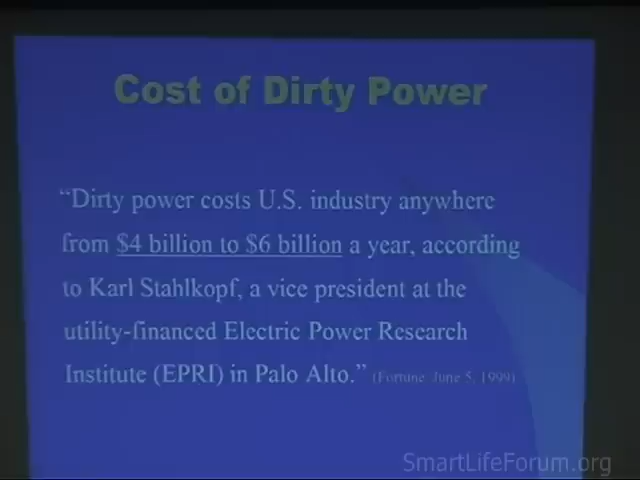 Cost of Dirty Power
“Dirty power costs U.S. industry anywhere
from $4 billion to $6 billion a year, according
to Karl Stahlkopf, a vice president at the
utility-financed Electric Power Research
Institute (EPRI) in Palo Alto.” (Fortune: June 5, 1999)
SmartLifeForum.org